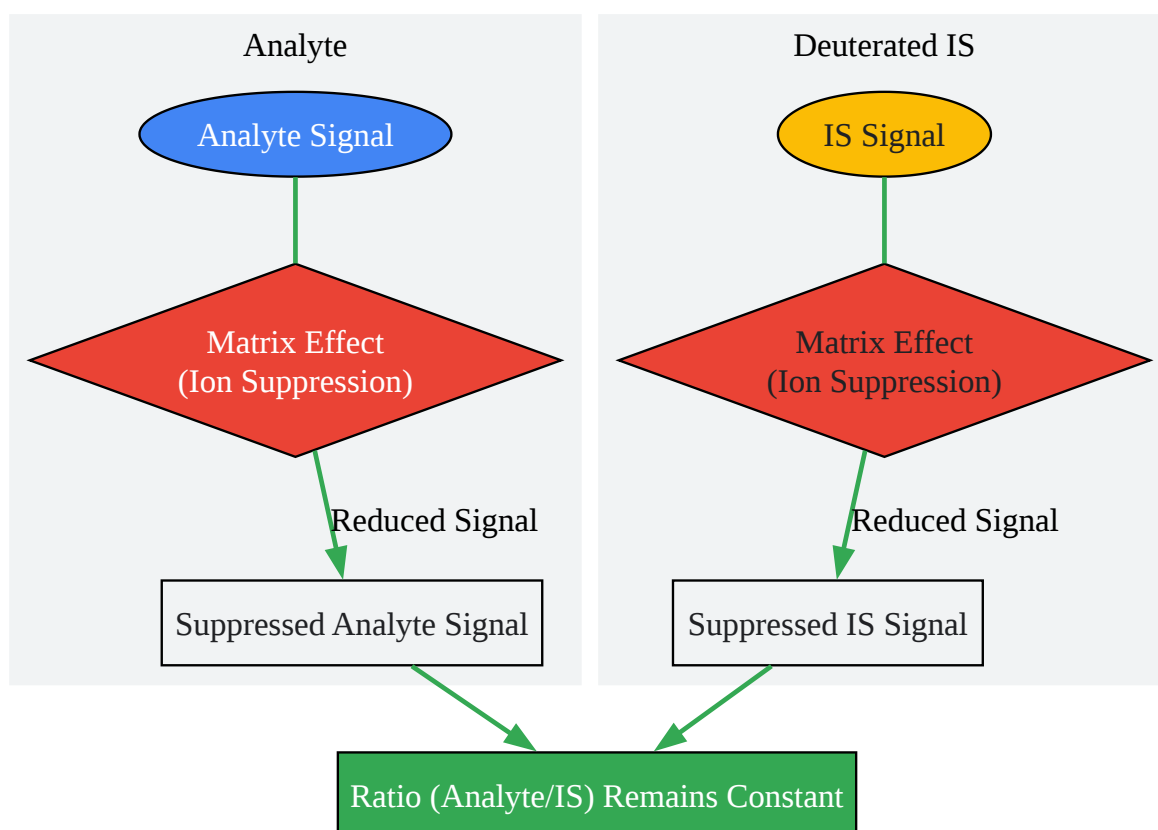 Analyte
Analyte Signal
Matrix Effect
(Ion Suppression)
Reduced Signal
Suppressed Analyte Signal
Deuterated IS
IS Signal
Matrix Effect
(Ion Suppression)
Reduced Signal
Suppressed IS Signal
Ratio (Analyte/IS) Remains Constant